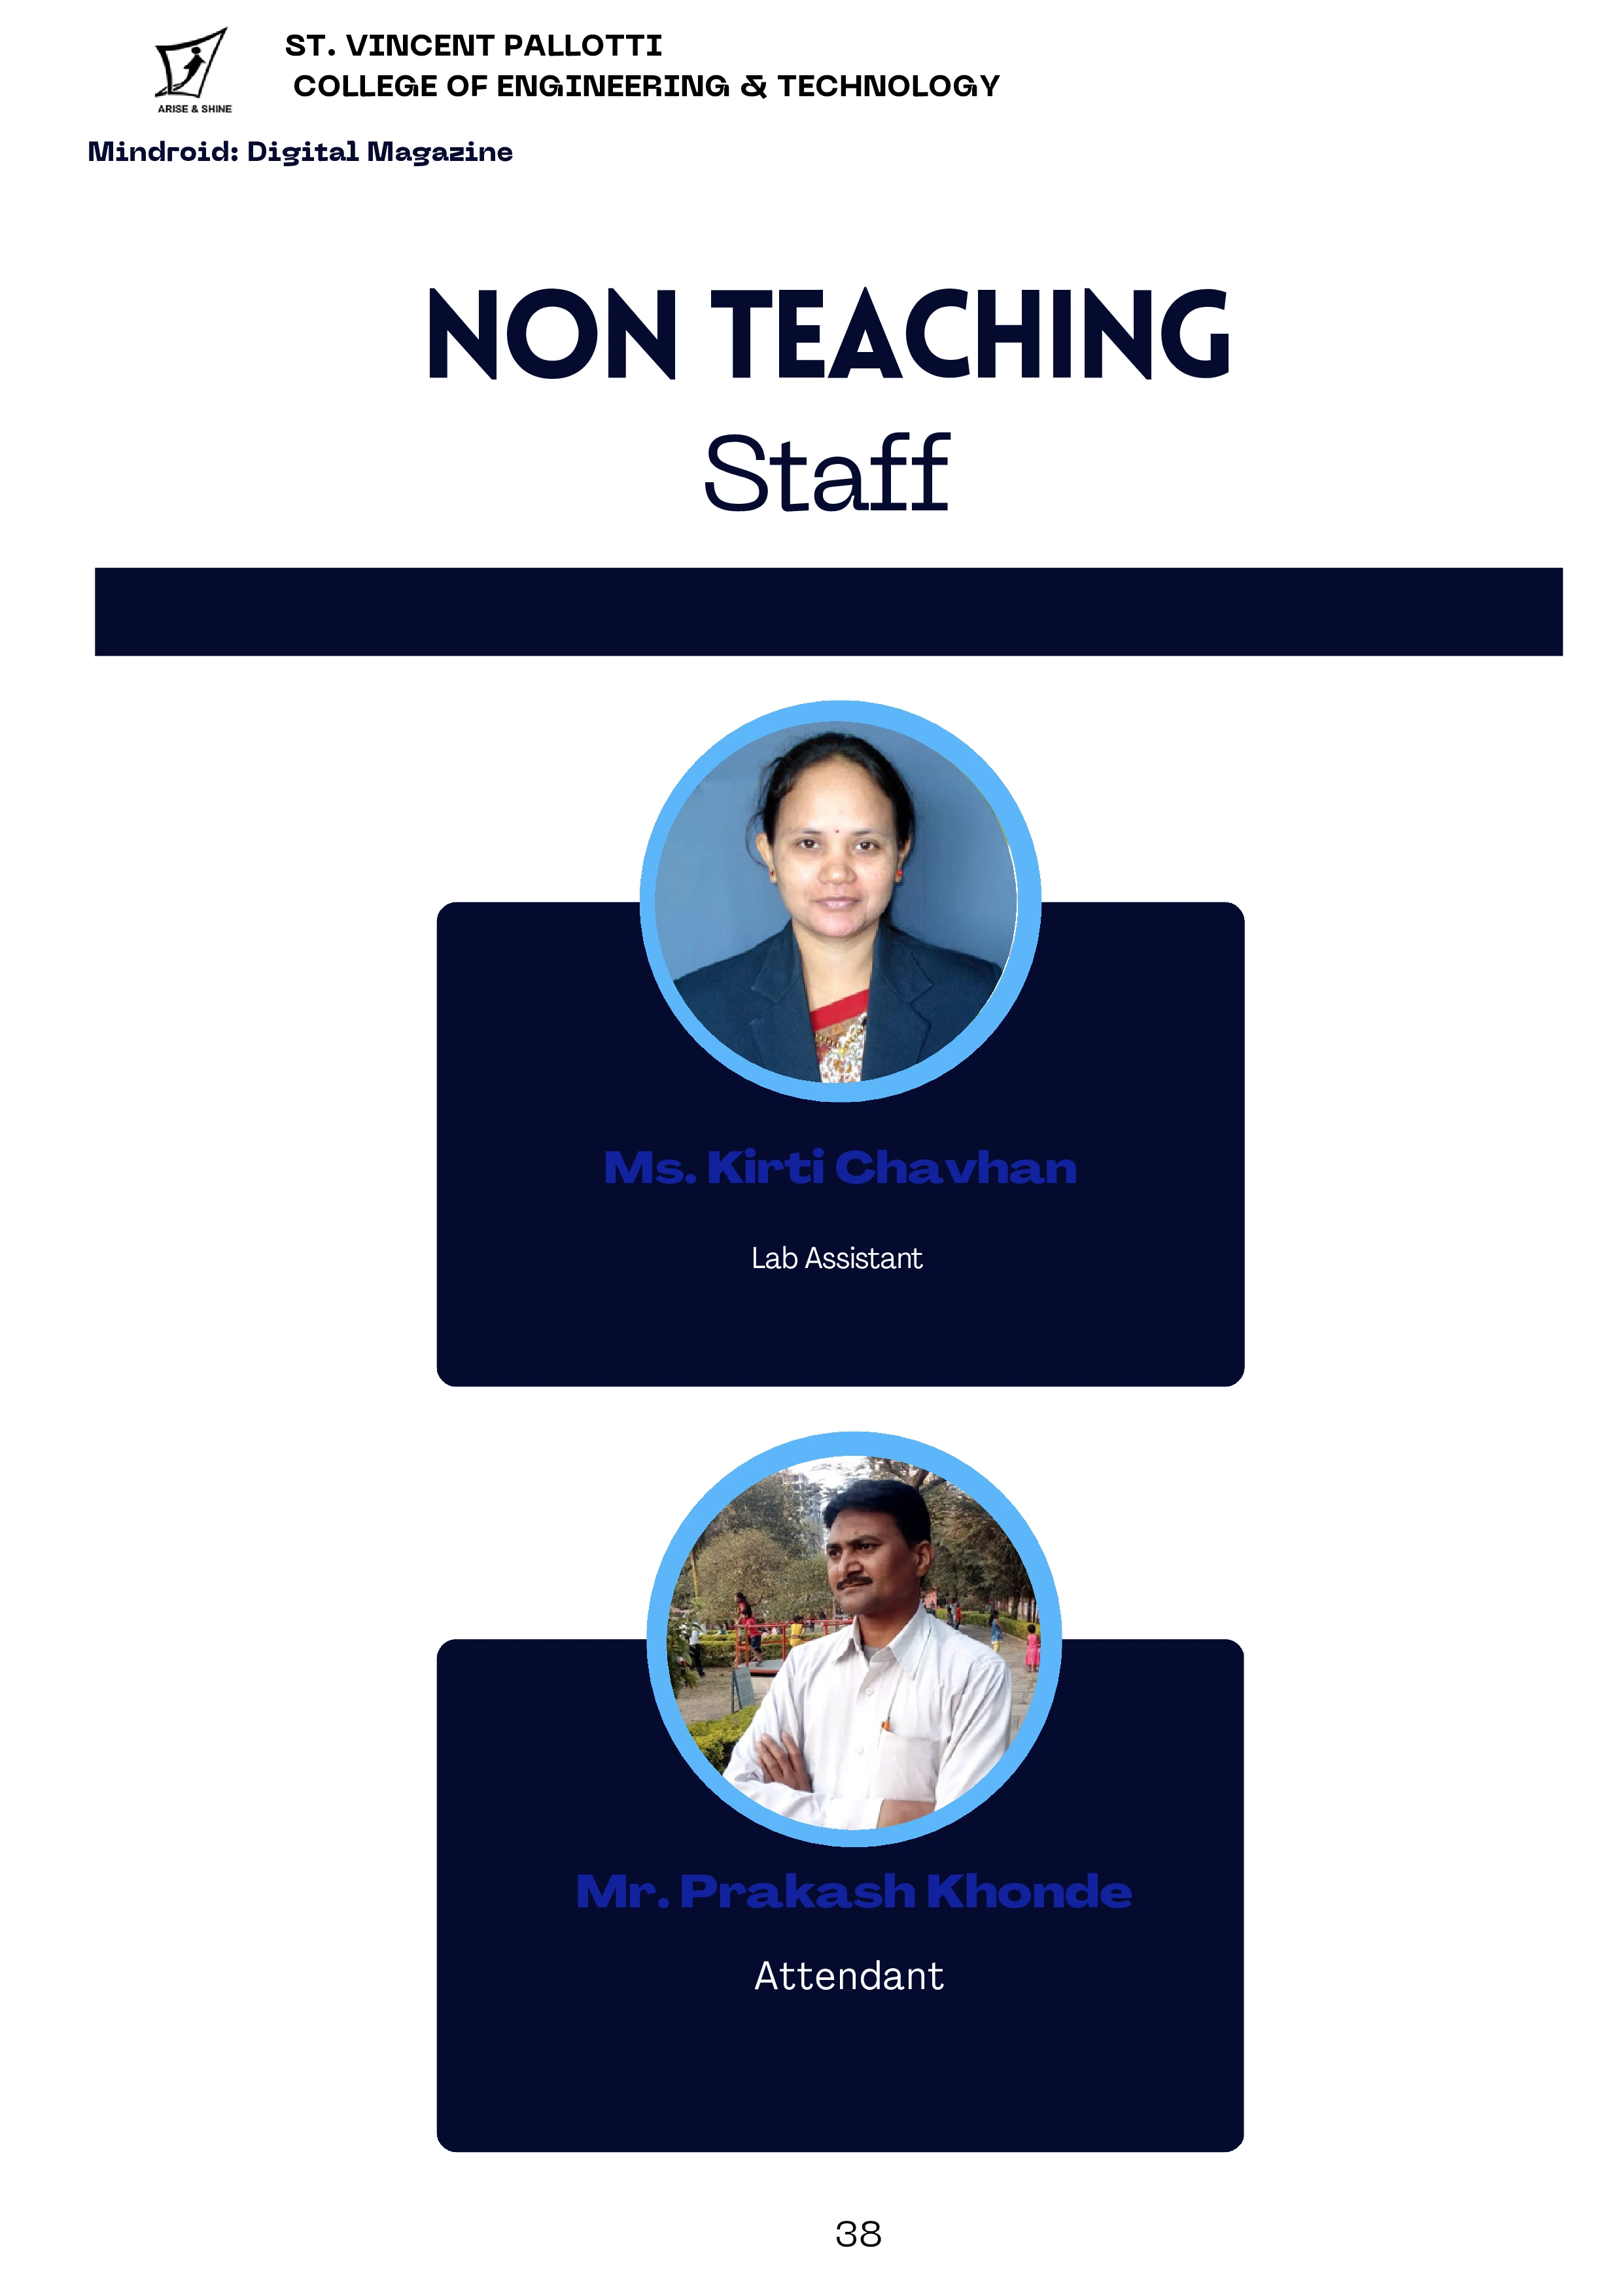 ST. VINCENT PALLOTTI
COLLEGE OF ENGINEERING & TECHNOLOGY
ARISE & SHINE
Mindroid: Digital Magazine
NON TEACHING
Staff
Ms. Kirti Chavhan
Lab Assistant
Mr. Prakash Khonde
Attendant
38